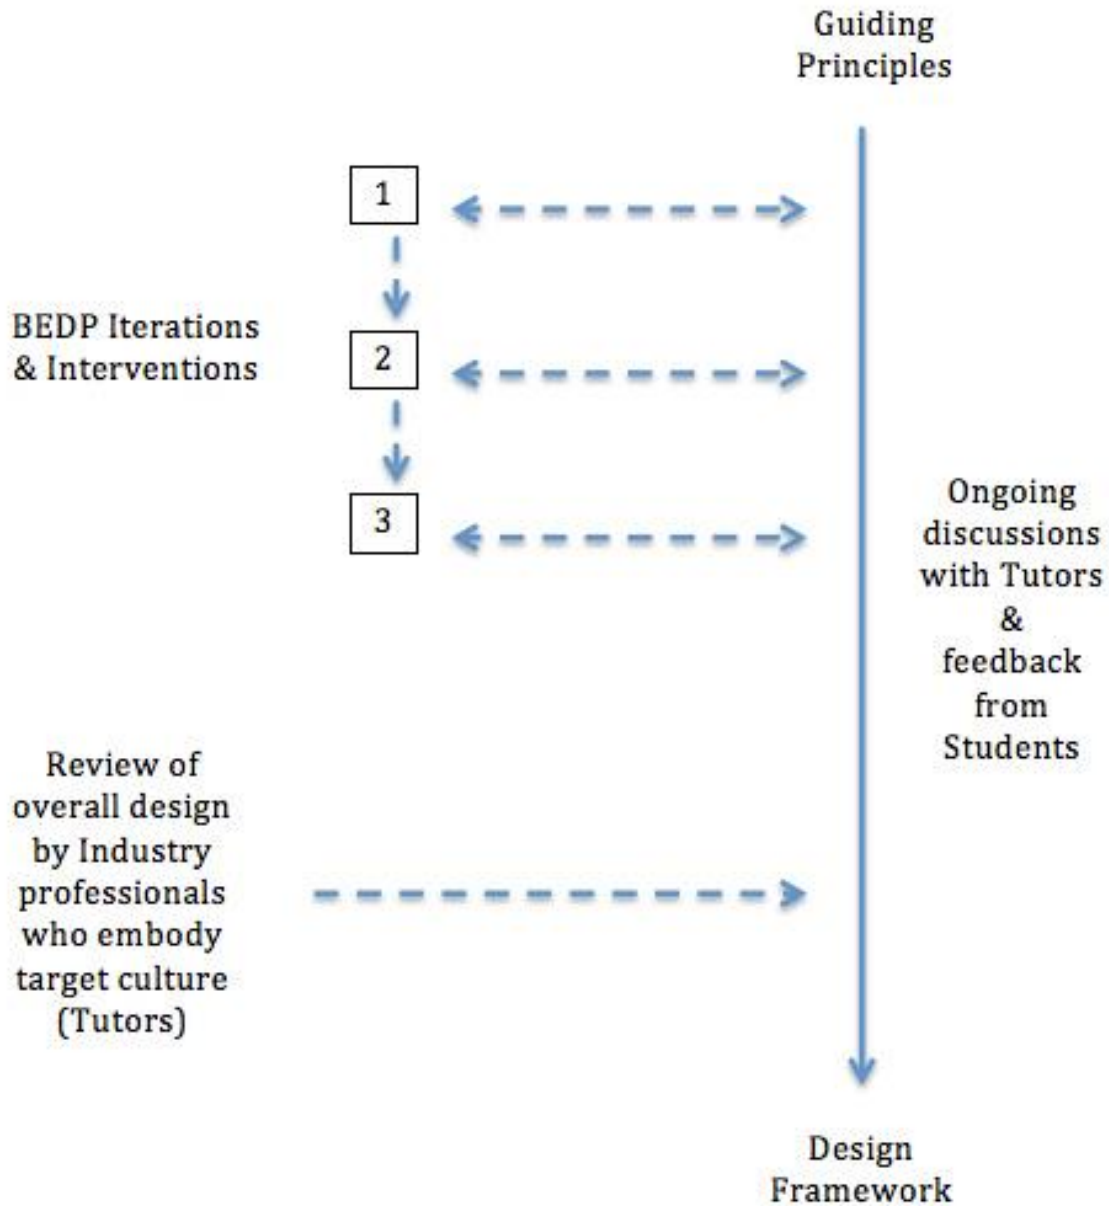 Guiding
Principles
1
BEDP Iterations
& Interventions
2
3
Ongoing
discussions
with Tutors
&
feedback
from
Students
Review of
overall design
by Industry
professionals
who embody
target culture
(Tutors)
Design
Framework